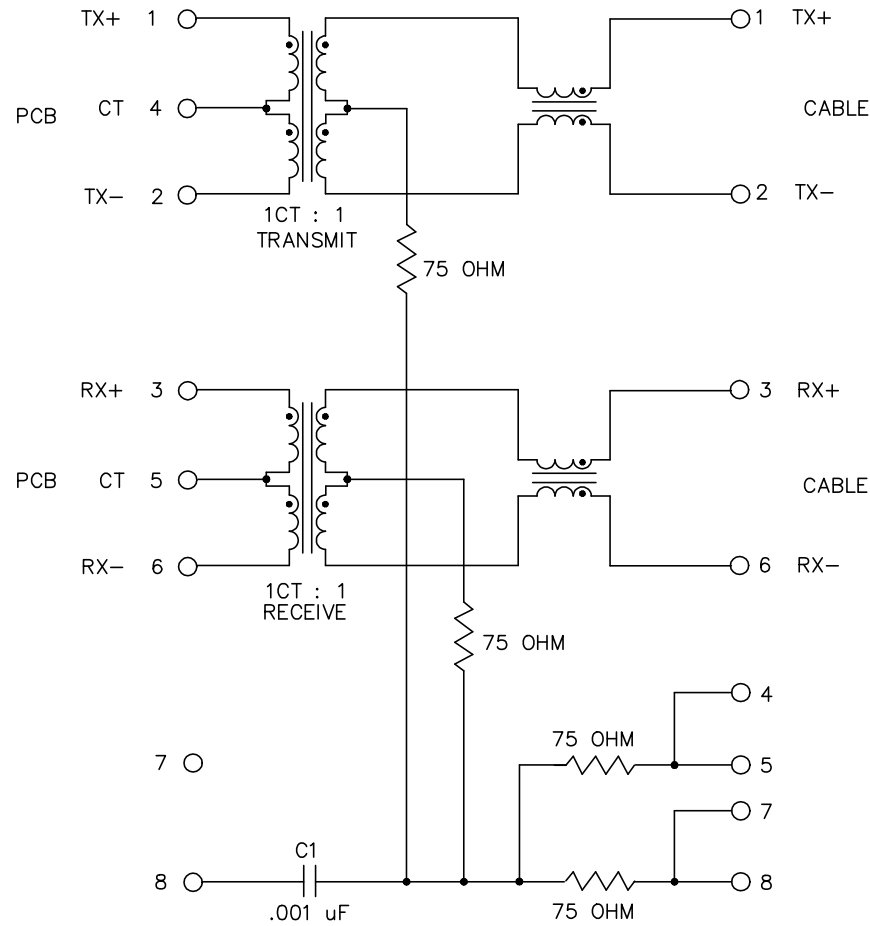 TX+ 1
1 TX+
PCB CT 4
CABLE
TX- 2
2 TX-
1CT : 1
TRANSMIT
75 OHM
RX+ 3
3 RX+
PCB CT 5
CABLE
RX- 6
6 RX-
1CT : 1
RECEIVE
75 OHM
4
75 OHM
7
5
7
C1
8
8
.001 uF
75 OHM